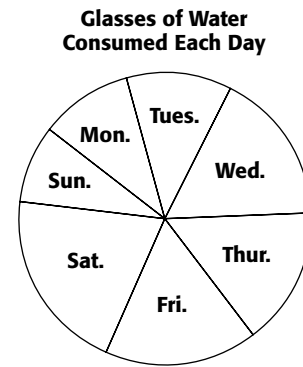 Glasses of Water
Consumed Each Day
Tues.
Mon.
Wed.
Sun.
Thur.
Sat.
Fri.